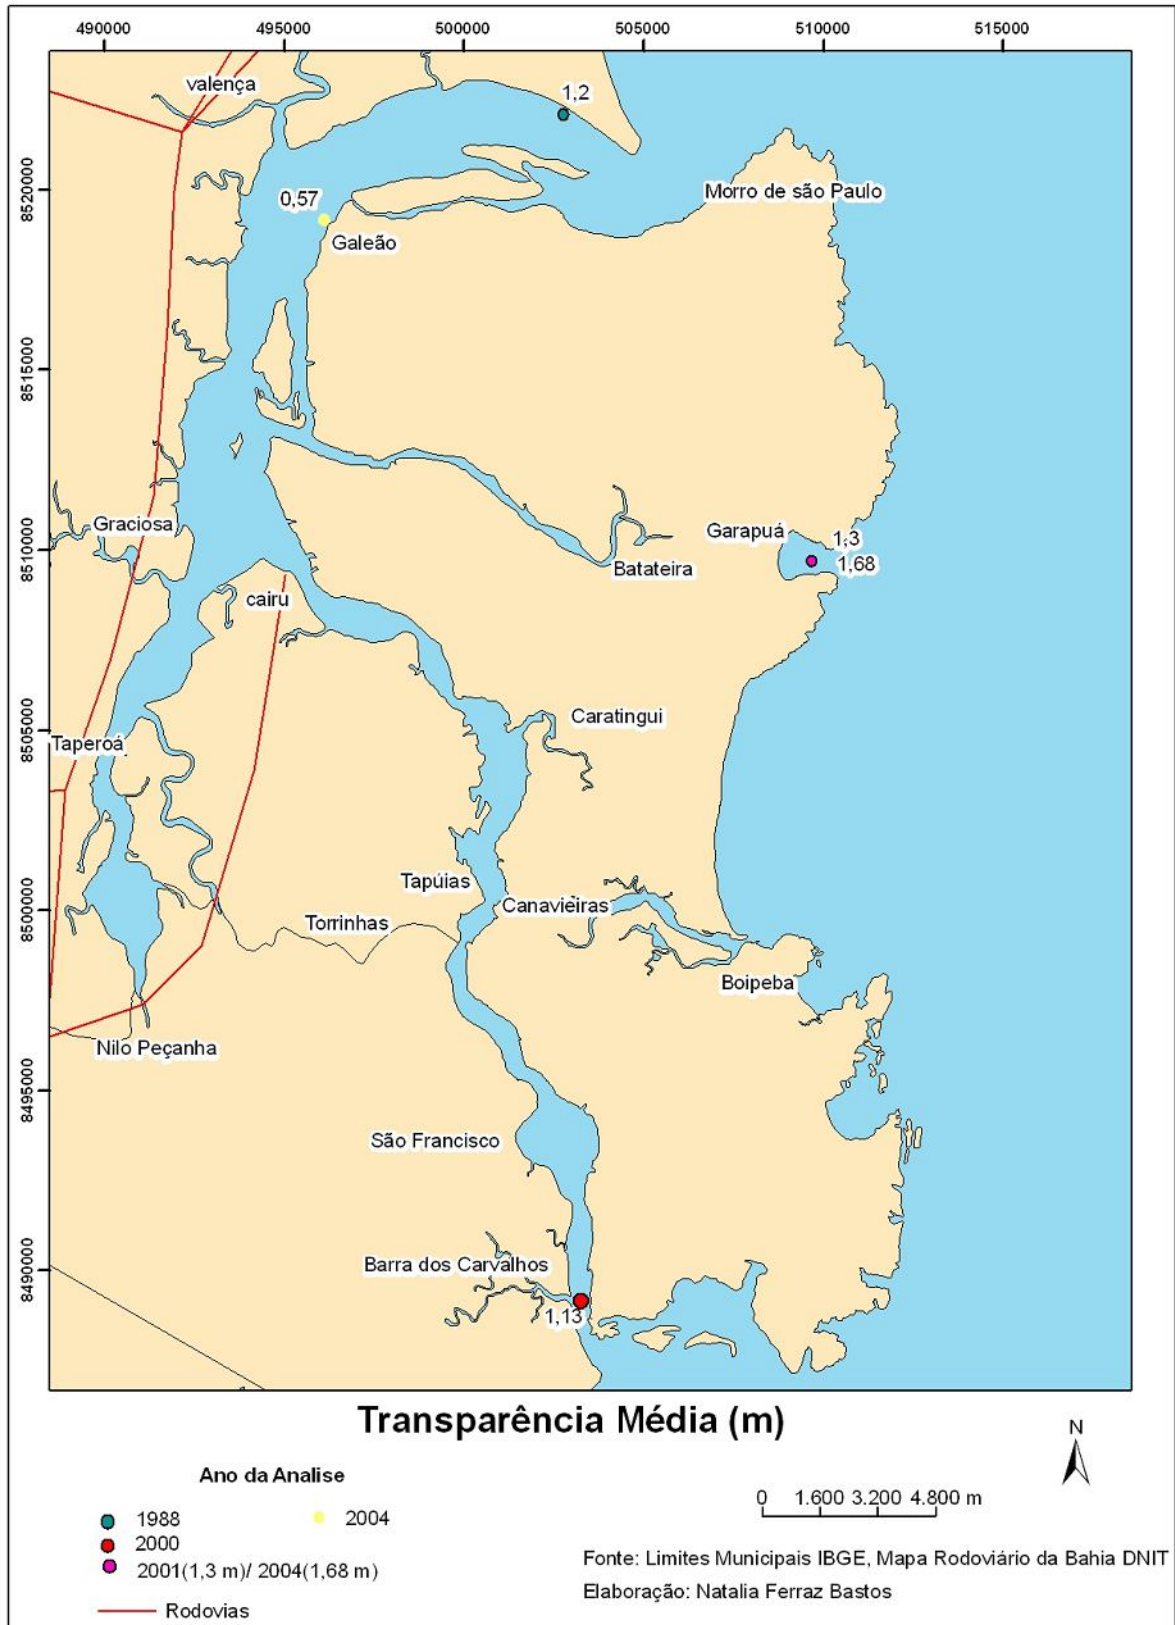 490000 495000 500000 505000 510000 515000
valença
1,2
8520000
Morro de são Paulo
0,57
Galeão
8515000
Graciosa
Garapuá
1,3
8510000
1,68
Batateira
cairu
Caratingui
8505000
Taperoá
Tapúias
Canavieiras
8500000
Torrinhas
Boipeba
Nilo Peçanha
8495000
São Francisco
Barra dos Carvalhos
8490000
1,13
Transparência Média (m)
N
Ano da Analise
1988
2004
2000
2001(1,3 m)/ 2004(1,68 m)
Rodovias
0 1.600 3.200 4.800 m
Fonte: Limites Municipais IBGE, Mapa Rodoviário da Bahia DNIT
Elaboração: Natalia Ferraz Bastos